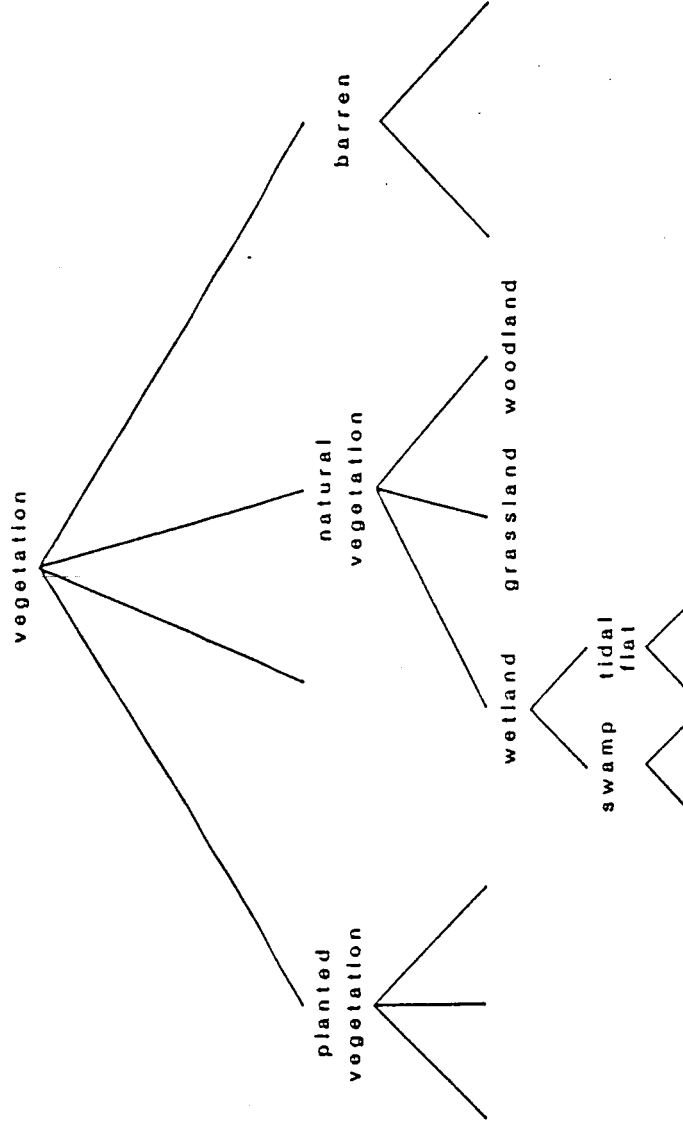 vegetation
planted
vegetation
natural
vegetation
barren
wetland
grassland
woodland
swamp
tidal
flat